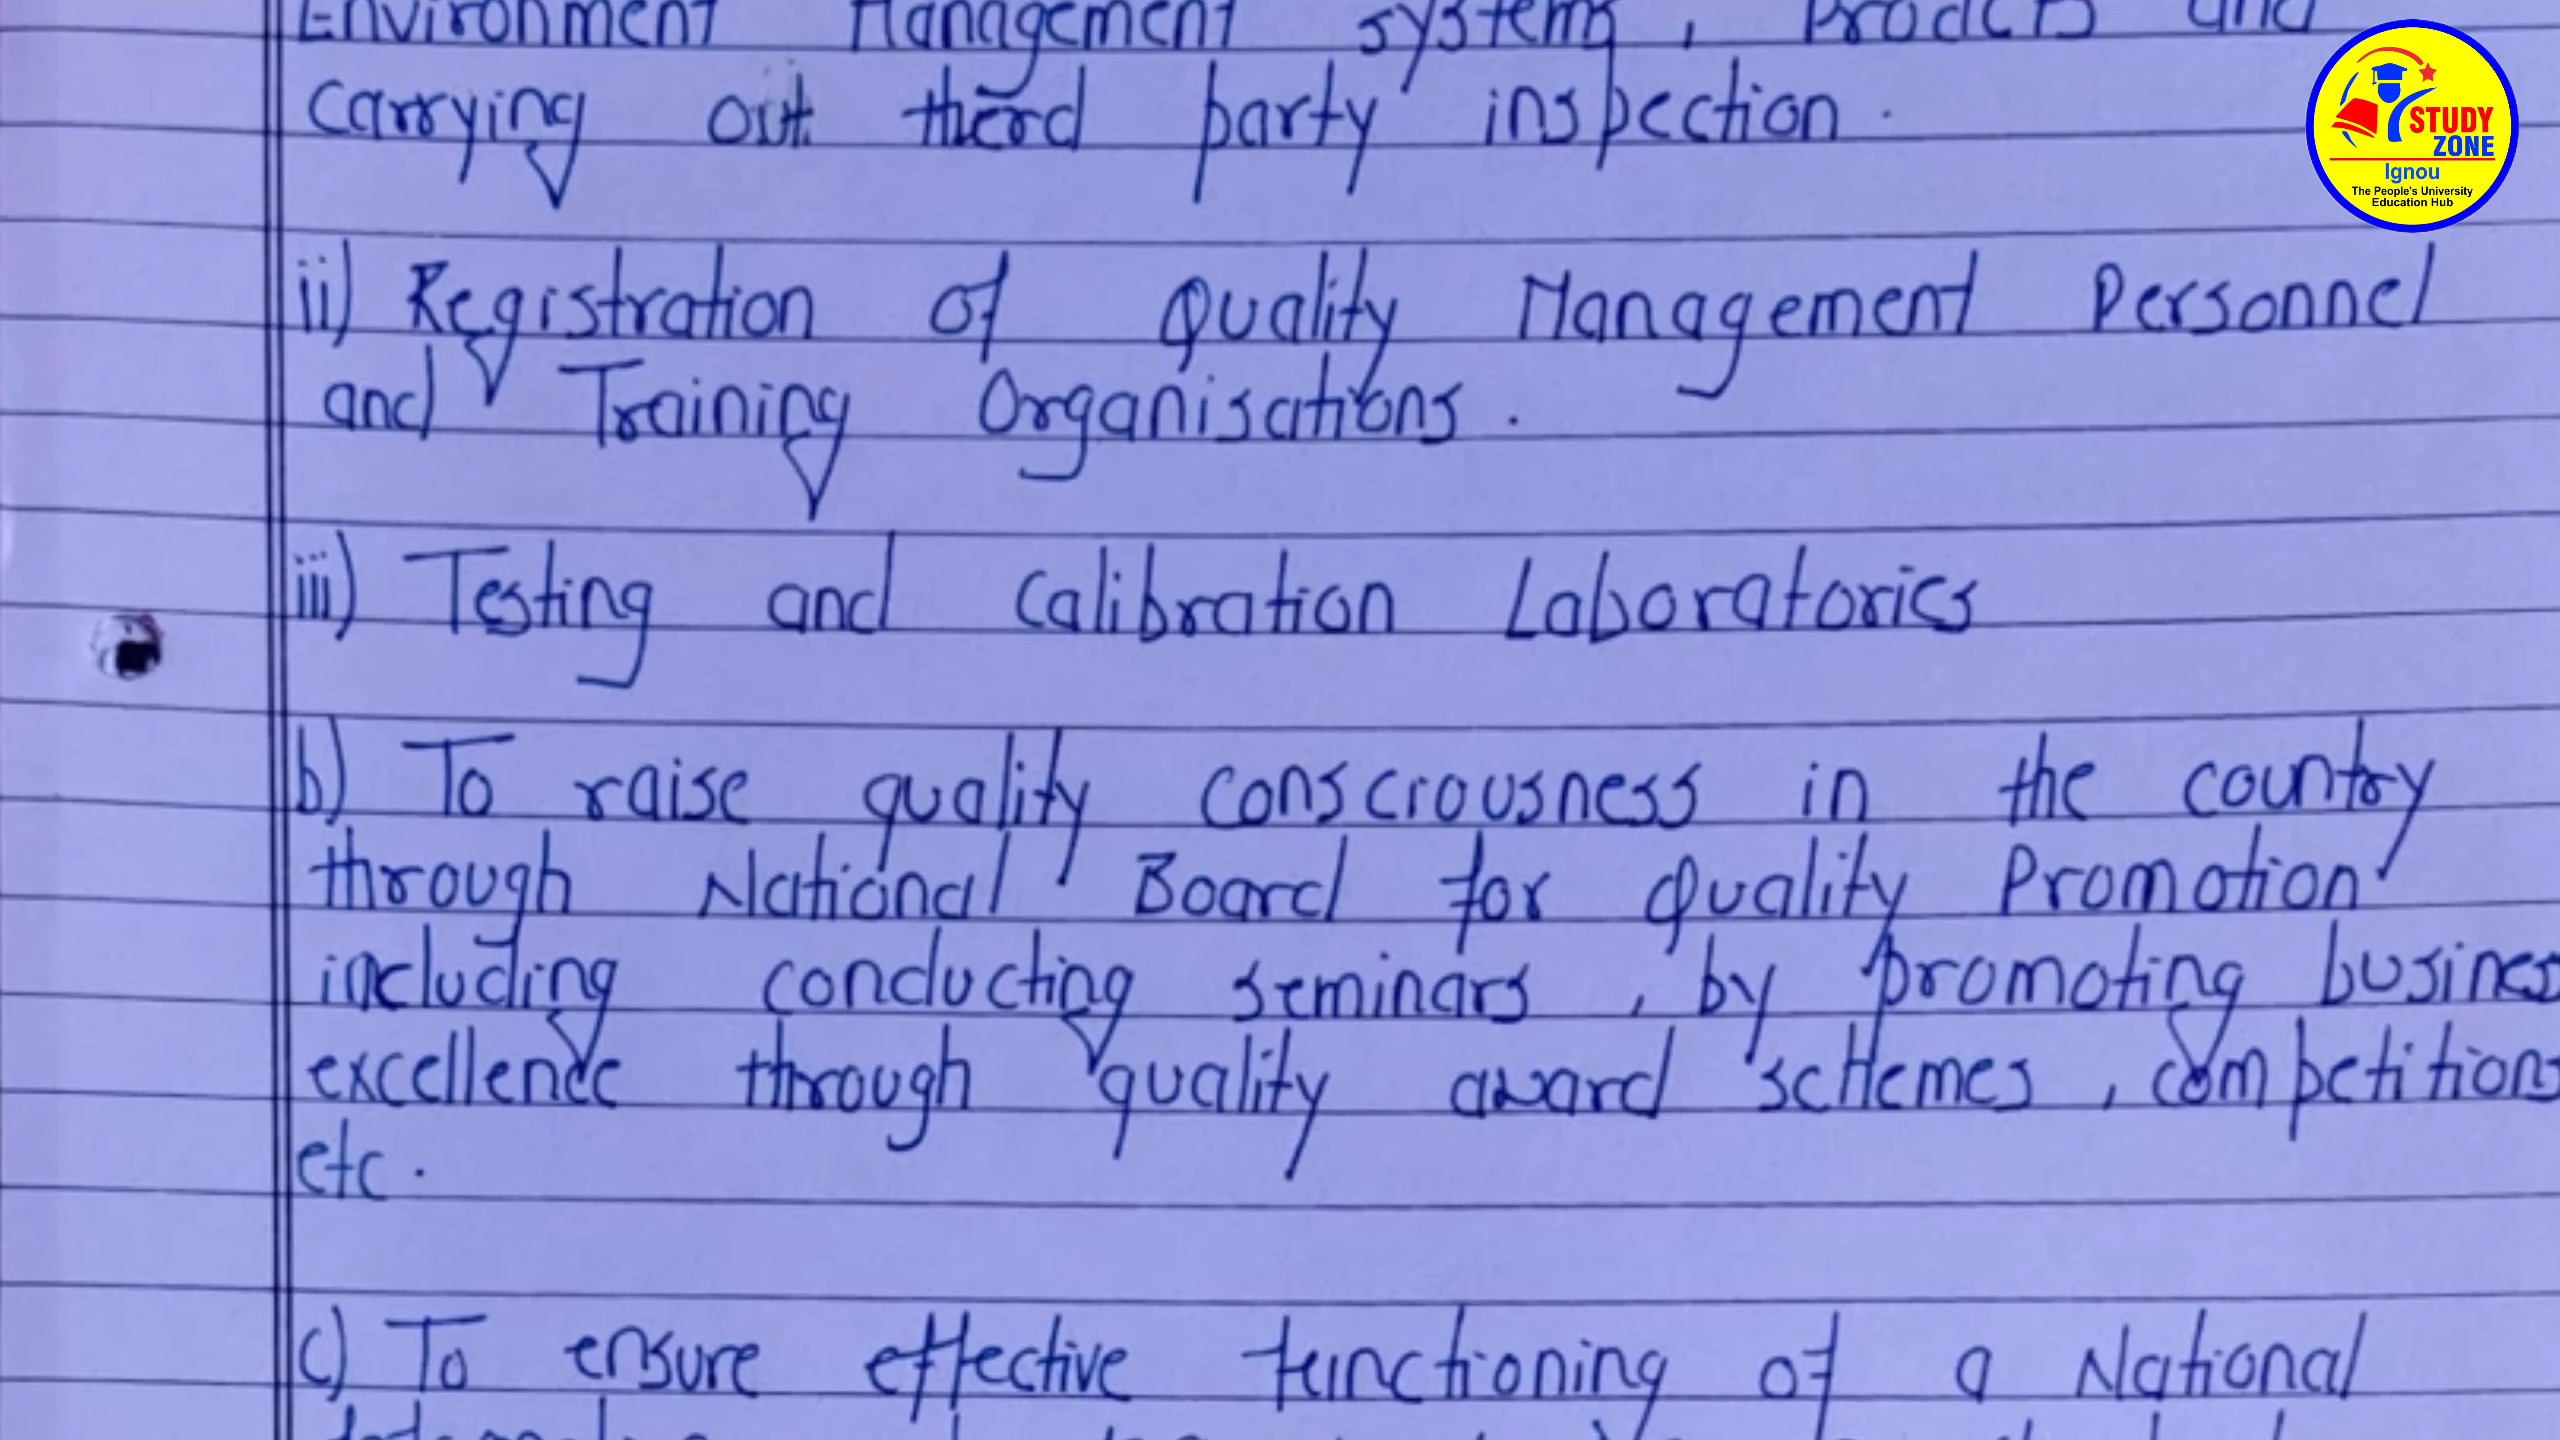 Environment Management systems, Prodcts and
Carrying out third party inspection.
ii) Registration of Quality Management Personnel
and Training Organisations.
iii) Testing and Calibration Laboratories
b) To raise quality consciousness in the country
through National Board for Quality Promotion
including conducting seminars, by promoting busines
excellence through quality award schemes, competitions
etc.
c) To ensure effective functioning of a National
STUDY
ZONE
Ignou
The People's University
Education Hub